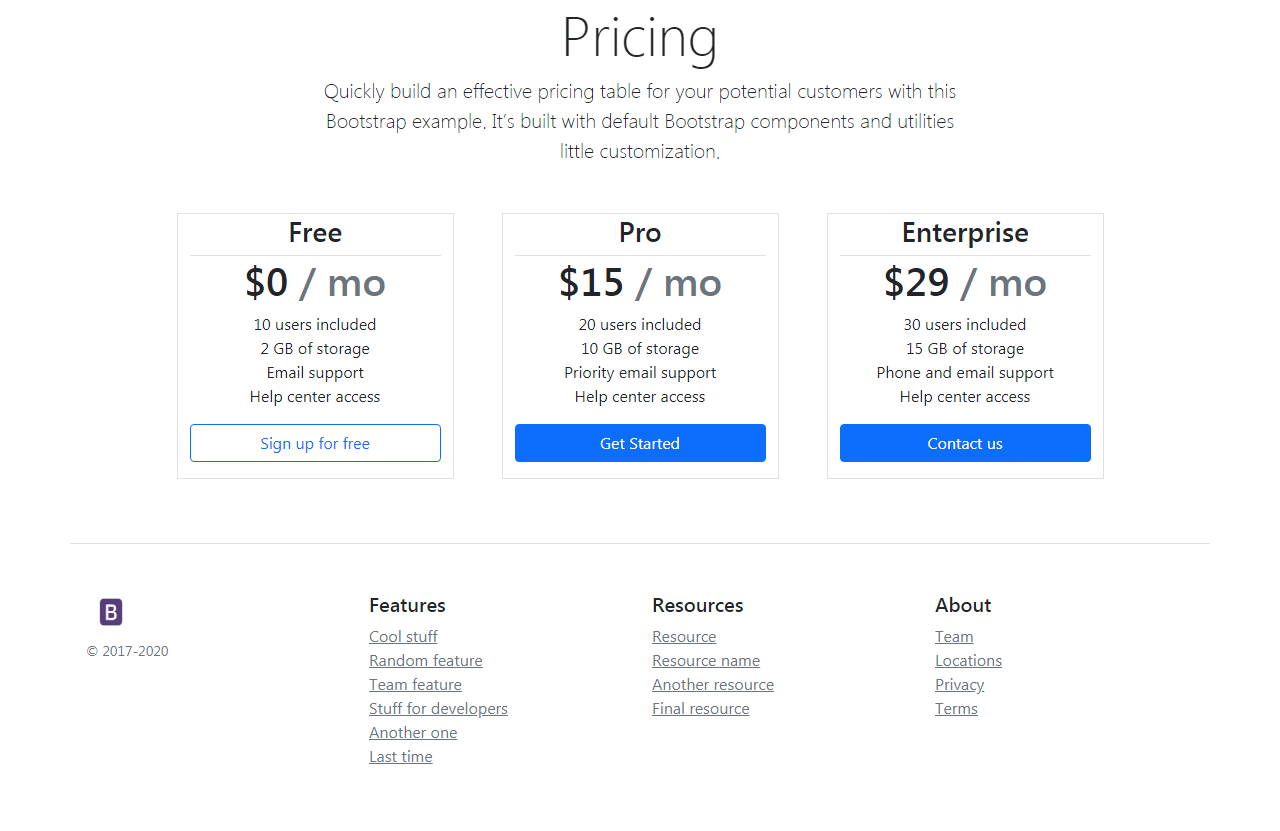 Pricing
Quickly build an effective pricing table for your potential customers with this
Bootstrap example. It's built with default Bootstrap components and utilities
little customization.
Free
$0 / mo
10 users included
2 GB of storage
Email support
Help center access
Sign up for free
Pro
$15 / mo
20 users included
10 GB of storage
Priority email support
Help center access
Get Started
Enterprise
$29 / mo
30 users included
15 GB of storage
Phone and email support
Help center access
Contact us
B
© 2017-2020
Features
Cool stuff
Random feature
Team feature
Stuff for developers
Another one
Last time
Resources
Resource
Resource name
Another resource
Final resource
About
Team
Locations
Privacy
Terms